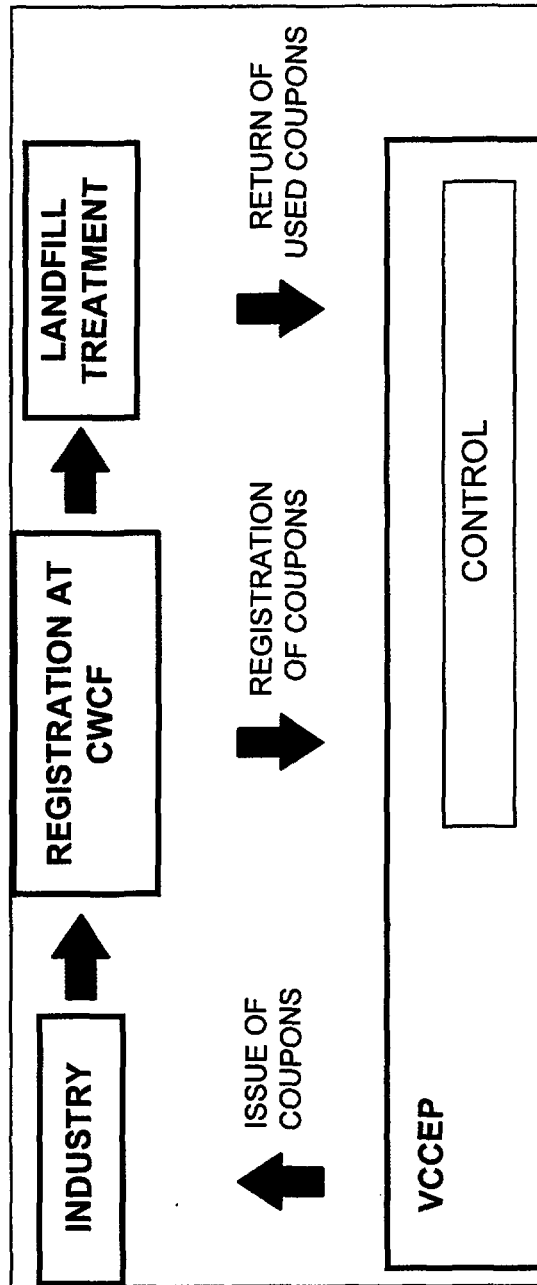 INDUSTRY
REGISTRATION AT
CWCF
LANDFILL
TREATMENT
ISSUE OF
COUPONS
REGISTRATION
OF COUPONS
RETURN OF
USED COUPONS
VCCEP
CONTROL